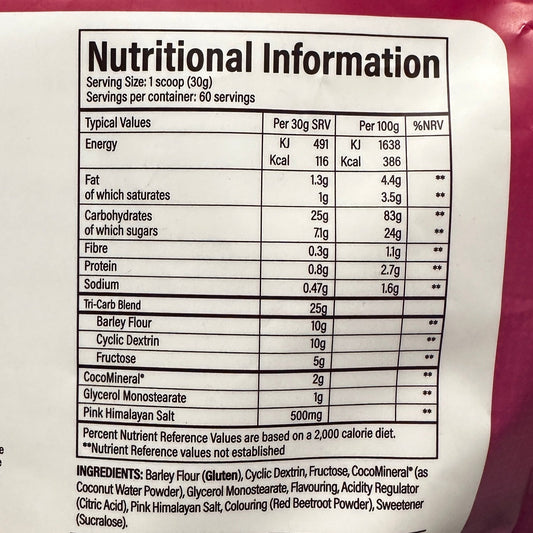 Nutritional Information
Serving Size: 1 scoop (30g)
Servings per container: 60 servings
Typical Values Per 30g SRV Per 100g %NRV
Energy KJ 491 KJ 1638
Kcal 116 Kcal 386
Fat 1.3g 4.4g **
of which saturates 1g 3.5g **
Carbohydrates 25g 83g **
of which sugars 7.1g 24g **
Fibre 0.3g 1.1g **
Protein 0.8g 2.7g **
Sodium 0.47g 1.6g **
Tri-Carb Blend 25g
Barley Flour 10g **
Cyclic Dextrin 10g **
Fructose 5g **
CocoMineral® 2g **
Glycerol Monostearate 1g **
Pink Himalayan Salt 500mg **
Percent Nutrient Reference Values are based on a 2,000 calorie diet.
**Nutrient Reference values not established
INGREDIENTS: Barley Flour (Gluten), Cyclic Dextrin, Fructose, CocoMineral® (as
Coconut Water Powder), Glycerol Monostearate, Flavouring, Acidity Regulator
(Citric Acid), Pink Himalayan Salt, Colouring (Red Beetroot Powder), Sweetener
(Sucralose).